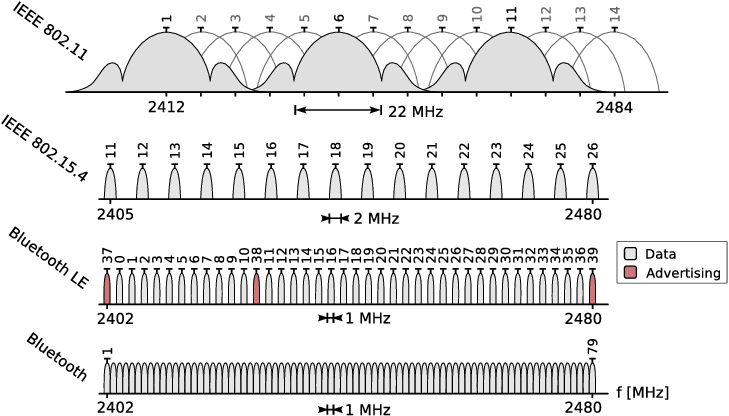 IEEE 802.11
1 2 3 4 5 6 7 8 9 10 11 12 13 14
2412 2484
22 MHz
IEEE 802.15.4
11 12 13 14 15 16 17 18 19 20 21 22 23 24 25 26
2405 2480
2 MHz
Bluetooth LE
37 0 1 2 3 4 5 6 7 8 9 10 38 11 12 13 14 15 16 17 18 19 20 21 22 23 24 25 26 27 28 29 30 31 32 33 34 35 36 39
Data
Advertising
2402 2480
1 MHz
Bluetooth
1 79
2402 2480 f [MHz]
1 MHz